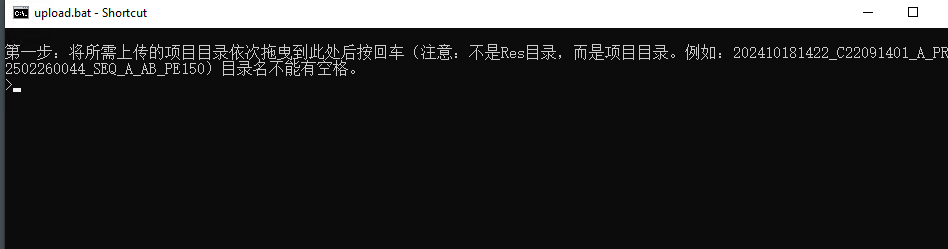 upload.bat - Shortcut
第一步：将所需上传的项目目录依次拖曳到此处后按回车（注意：不是Res目录，而是项目目录。例如：202410181422_C22091401_A_PR
2502260044_SEQ_A_AB_PE150）目录名不能有空格。
>